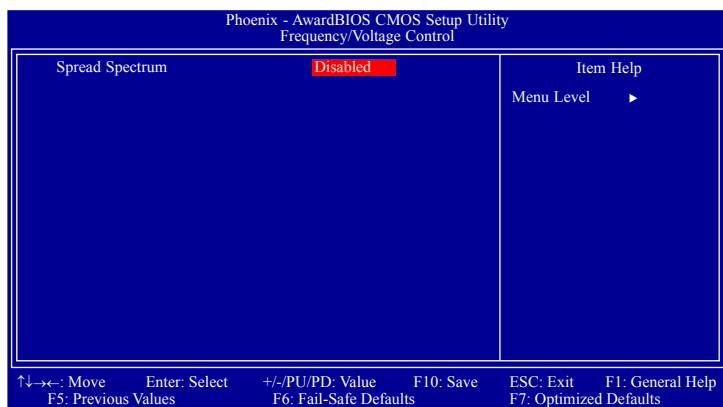 Phoenix - AwardBIOS CMOS Setup Utility
Frequency/Voltage Control
Spread Spectrum Disabled
Item Help
Menu Level ►
↑↓→←: Move Enter: Select +/-/PU/PD: Value F10: Save ESC: Exit F1: General Help
F5: Previous Values F6: Fail-Safe Defaults F7: Optimized Defaults